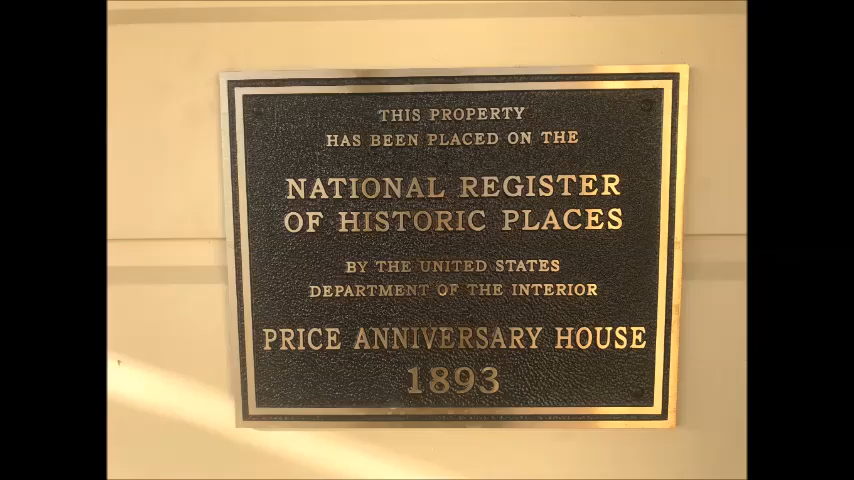 THIS PROPERTY
HAS BEEN PLACED ON THE
NATIONAL REGISTER
OF HISTORIC PLACES
BY THE UNITED STATES
DEPARTMENT OF THE INTERIOR
PRICE ANNIVERSARY HOUSE
1893